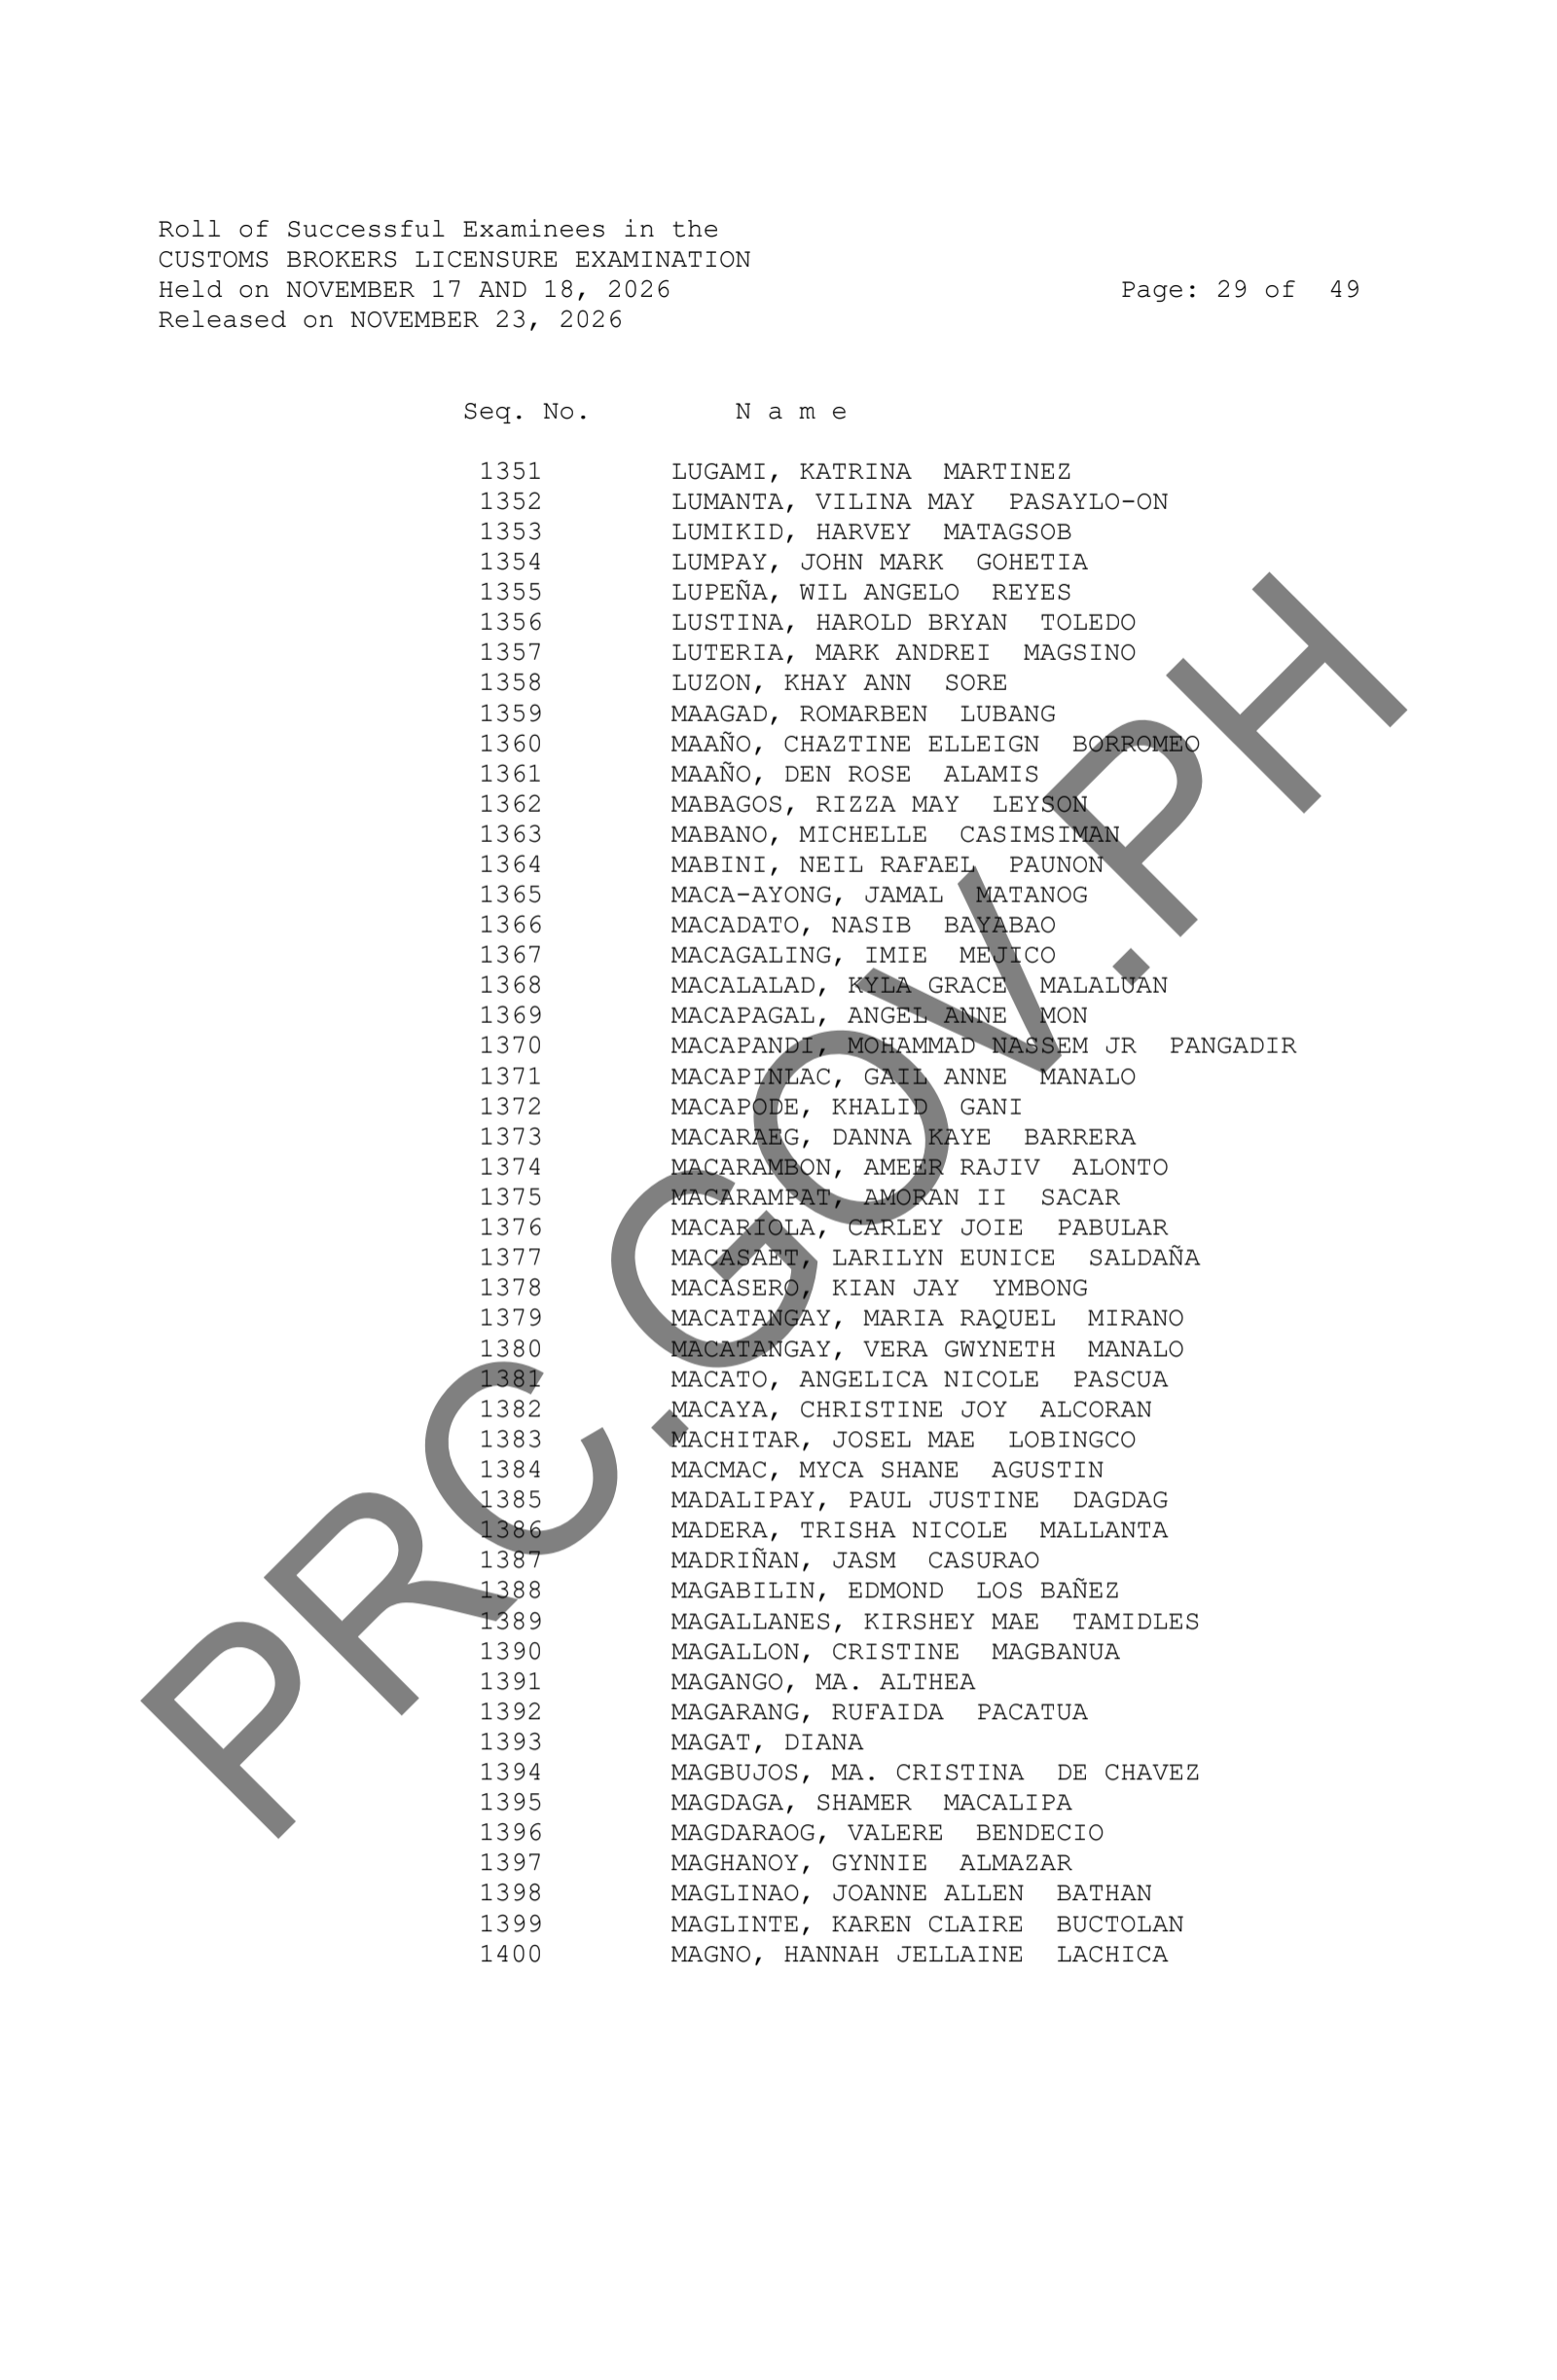 Roll of Successful Examinees in the
CUSTOMS BROKERS LICENSURE EXAMINATION
Held on NOVEMBER 17 AND 18, 2026 Page: 29 of 49
Released on NOVEMBER 23, 2026
Seq. No. N a m e
1351 LUGAMI, KATRINA MARTINEZ
1352 LUMANTA, VILINA MAY PASAYLO-ON
1353 LUMIKID, HARVEY MATAGSOB
1354 LUMPAY, JOHN MARK GOHETIA
1355 LUPEÑA, WIL ANGELO REYES
1356 LUSTINA, HAROLD BRYAN TOLEDO
1357 LUTERIA, MARK ANDREI MAGSINO
1358 LUZON, KHAY ANN SORE
1359 MAAGAD, ROMARBEN LUBANG
1360 MAAÑO, CHAZTINE ELLEIGN BORROMEO
1361 MAAÑO, DEN ROSE ALAMIS
1362 MABAGOS, RIZZA MAY LEYSON
1363 MABANO, MICHELLE CASIMSIMAN
1364 MABINI, NEIL RAFAEL PAUNON
1365 MACA-AYONG, JAMAL MATANOG
1366 MACADATO, NASIB BAYABAO
1367 MACAGALING, IMIE MEJICO
1368 MACALALAD, KYLA GRACE MALALUAN
1369 MACAPAGAL, ANGEL ANNE MON
1370 MACAPANDI, MOHAMMAD NASSEM JR PANGADIR
1371 MACAPINLAC, GAIL ANNE MANALO
1372 MACAPODE, KHALID GANI
1373 MACARAEG, DANNA KAYE BARRERA
1374 MACARAMBON, AMEER RAJIV ALONTO
1375 MACARAMPAT, AMORAN II SACAR
1376 MACARIOLA, CARLEY JOIE PABULAR
1377 MACASAET, LARILYN EUNICE SALDAÑA
1378 MACASERO, KIAN JAY YMBONG
1379 MACATANGAY, MARIA RAQUEL MIRANO
1380 MACATANGAY, VERA GWYNETH MANALO
1381 MACATO, ANGELICA NICOLE PASCUA
1382 MACAYA, CHRISTINE JOY ALCORAN
1383 MACHITAR, JOSEL MAE LOBINGCO
1384 MACMAC, MYCA SHANE AGUSTIN
1385 MADALIPAY, PAUL JUSTINE DAGDAG
1386 MADERA, TRISHA NICOLE MALLANTA
1387 MADRIÑAN, JASM CASURAO
1388 MAGABILIN, EDMOND LOS BAÑEZ
1389 MAGALLANES, KIRSHEY MAE TAMIDLES
1390 MAGALLON, CRISTINE MAGBANUA
1391 MAGANGO, MA. ALTHEA
1392 MAGARANG, RUFAIDA PACATUA
1393 MAGAT, DIANA
1394 MAGBUJOS, MA. CRISTINA DE CHAVEZ
1395 MAGDAGA, SHAMER MACALIPA
1396 MAGDARAOG, VALERE BENDECIO
1397 MAGHANOY, GYNNIE ALMAZAR
1398 MAGLINAO, JOANNE ALLEN BATHAN
1399 MAGLINTE, KAREN CLAIRE BUCTOLAN
1400 MAGNO, HANNAH JELLAINE LACHICA
PRC.GOV.PH